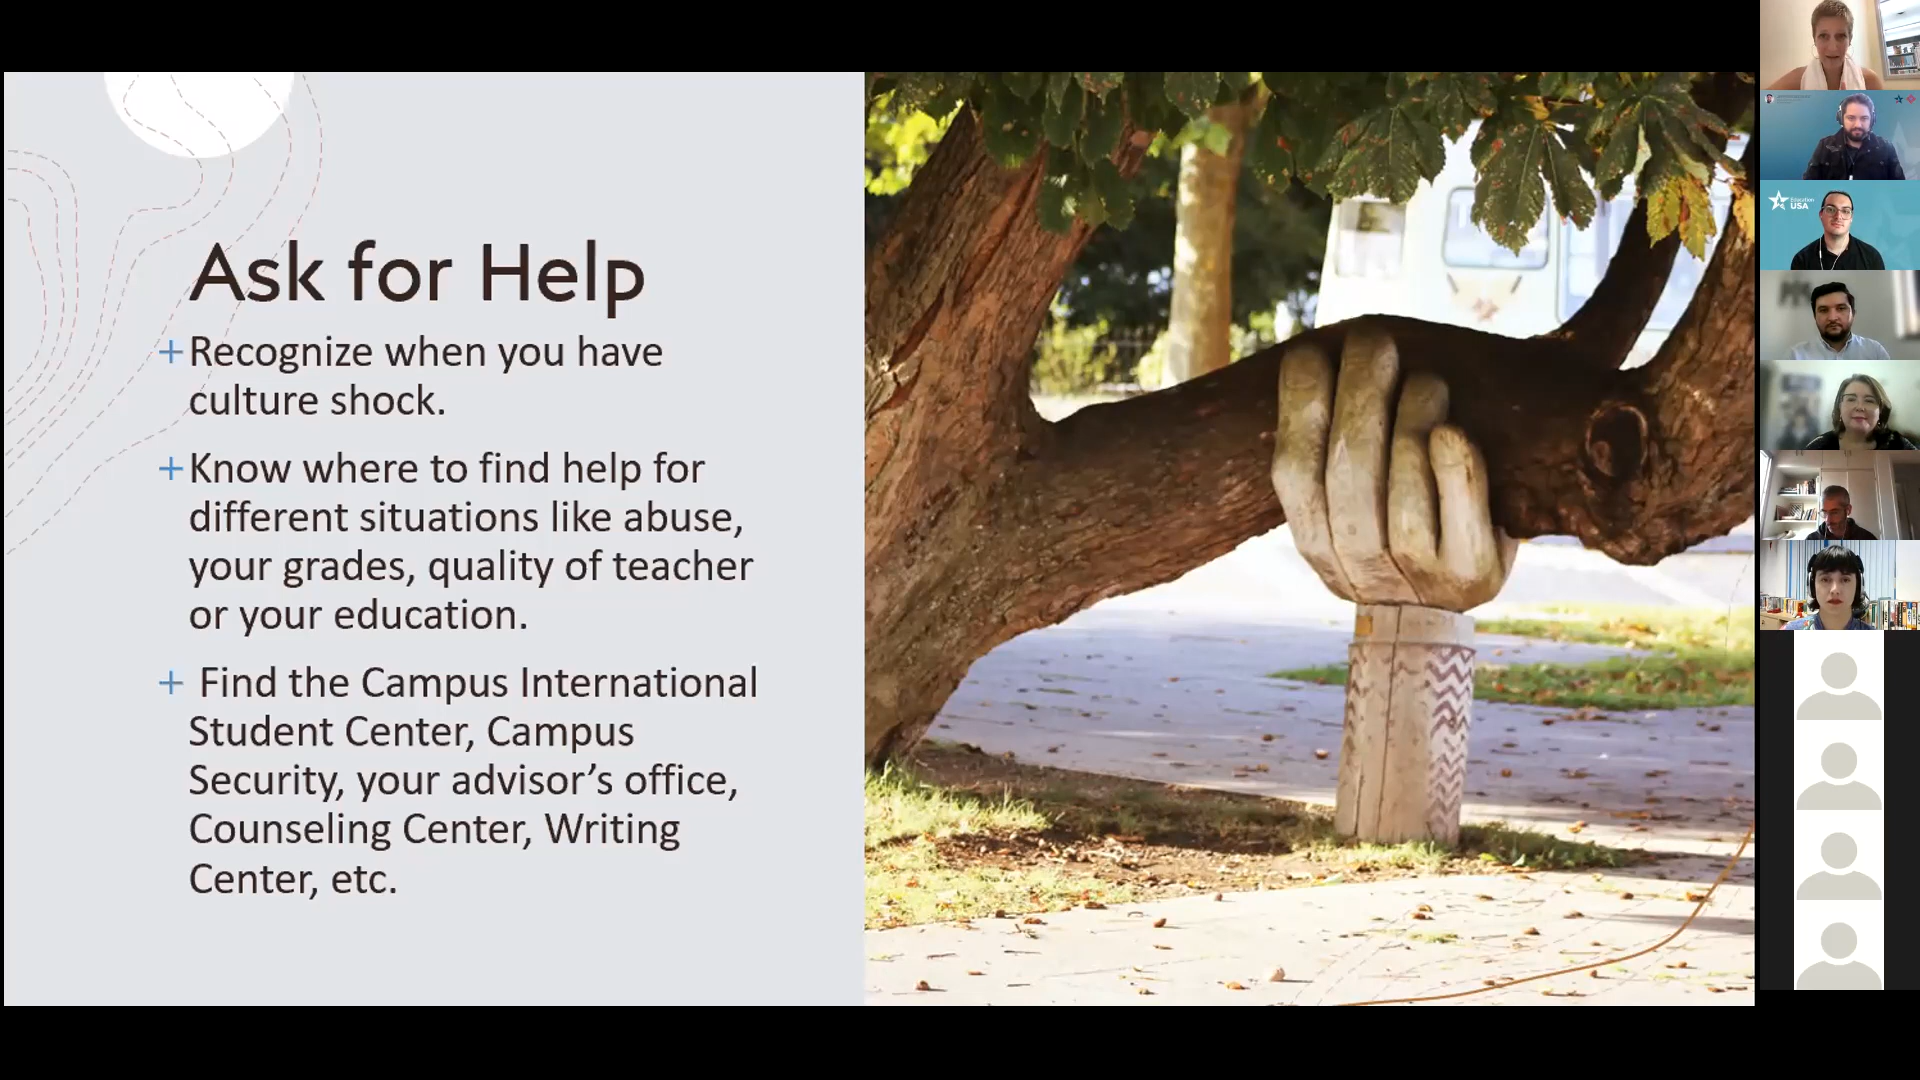 Ask for Help
+Recognize when you have
culture shock.
+Know where to find help for
different situations like abuse,
your grades, quality of teacher
or your education.
+ Find the Campus International
Student Center, Campus
Security, your advisor’s office,
Counseling Center, Writing
Center, etc.
Education
USA